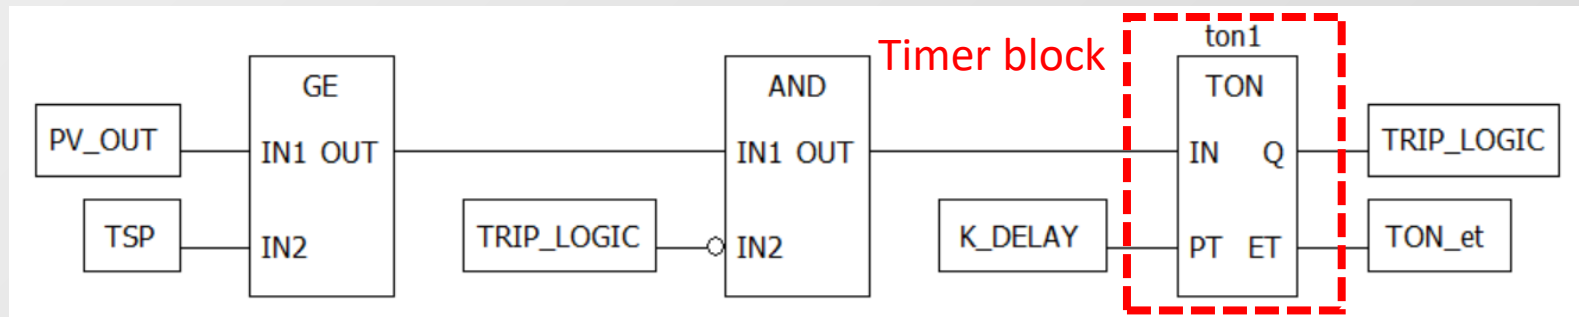 Timer block
ton1
GE
AND
TON
PV_OUT
IN1 OUT
IN1 OUT
IN Q
TRIP_LOGIC
TSP
IN2
TRIP_LOGIC
IN2
K_DELAY
PT ET
TON_et